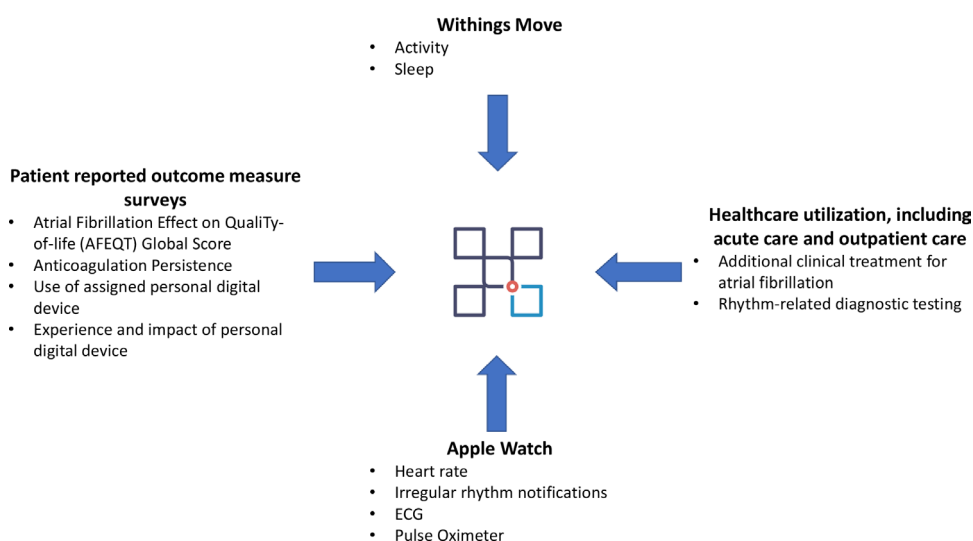 Withings Move
• Activity
• Sleep
Patient reported outcome measure
surveys
• Atrial Fibrillation Effect on QualiTy-
of-life (AFEQT) Global Score
• Anticoagulation Persistence
• Use of assigned personal digital
device
• Experience and impact of personal
digital device
Healthcare utilization, including
acute care and outpatient care
• Additional clinical treatment for
atrial fibrillation
• Rhythm-related diagnostic testing
Apple Watch
• Heart rate
• Irregular rhythm notifications
• ECG
• Pulse Oximeter